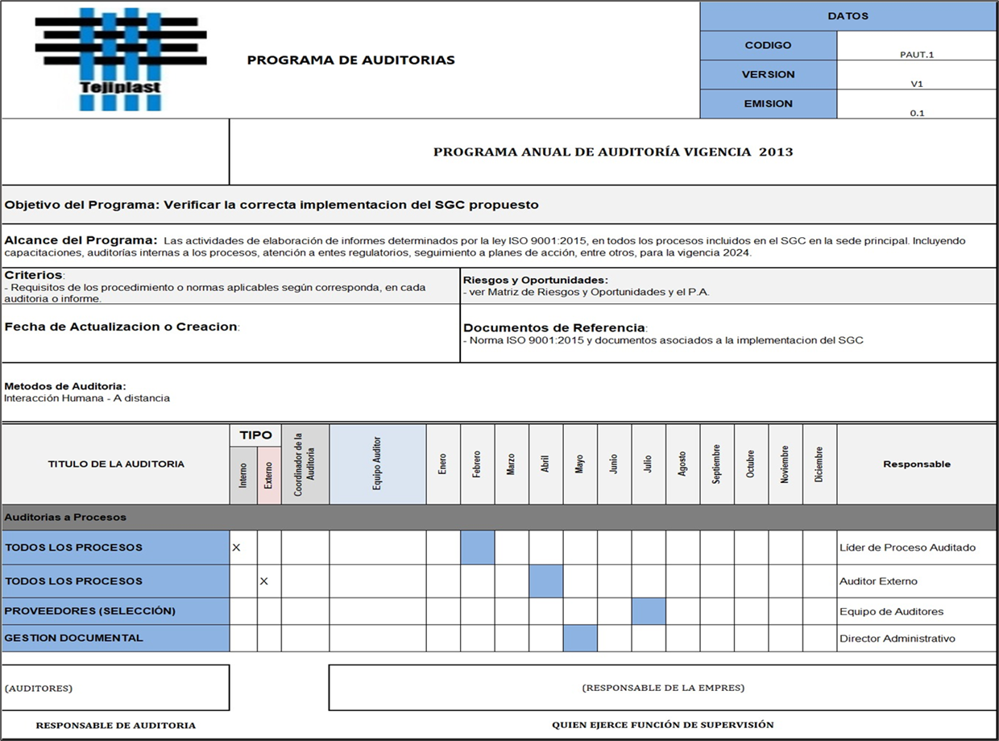 Tejiplast
PROGRAMA DE AUDITORIAS
DATOS
CODIGO
PAUT.1
VERSION
V1
EMISION
0.1
PROGRAMA ANUAL DE AUDITORÍA VIGENCIA 2013
Objetivo del Programa: Verificar la correcta implementacion del SGC propuesto
Alcance del Programa: Las actividades de elaboración de informes determinados por la ley ISO 9001:2015, en todos los procesos incluidos en el SGC en la sede principal. Incluyendo
capacitaciones, auditorías internas a los procesos, atención a entes regulatorios, seguimiento a planes de acción, entre otros, para la vigencia 2024.
Criterios:
- Requisitos de los procedimiento o normas aplicables según corresponda, en cada
auditoria o informe.
Riesgos y Oportunidades:
- ver Matriz de Riesgos y Oportunidades y el P.A.
Fecha de Actualizacion o Creacion:
Documentos de Referencia:
- Norma ISO 9001:2015 y documentos asociados a la implementacion del SGC
Metodos de Auditoria:
Interacción Humana - A distancia
TITULO DE LA AUDITORIA
TIPO
Interno
Externo
Coordinador de la
Auditoria
Equipo Auditor
Enero
Febrero
Marzo
Abril
Mayo
Junio
Julio
Agosto
Septiembre
Octubre
Noviembre
Diciembre
Responsable
Auditorias a Procesos
TODOS LOS PROCESOS
X
Líder de Proceso Auditado
TODOS LOS PROCESOS
X
Auditor Externo
PROVEEDORES (SELECCIÓN)
Equipo de Auditores
GESTION DOCUMENTAL
Director Administrativo
(AUDITORES)
(RESPONSABLE DE LA EMPRES)
RESPONSABLE DE AUDITORIA
QUIEN EJERCE FUNCIÓN DE SUPERVISIÓN